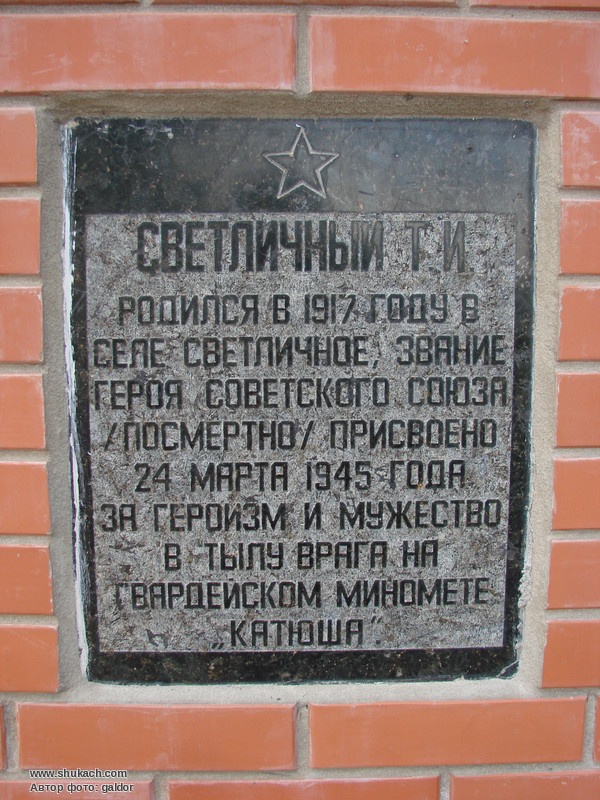 СВЕТЛИЧНЫЙ Т.И
РОДИЛСЯ В 1917 ГОДУ В
СЕЛЕ СВЕТЛИЧНОЕ, ЗВАНИЕ
ГЕРОЯ СОВЕТСКОГО СОЮЗА
/ПОСМЕРТНО/ ПРИСВОЕНО
24 МАРТА 1945 ГОДА
ЗА ГЕРОИЗМ И МУЖЕСТВО
В ТЫЛУ ВРАГА НА
ГВАРДЕЙСКОМ МИНОМЕТЕ
„КАТЮША".
www.shukach.com
Автор фото: galdor